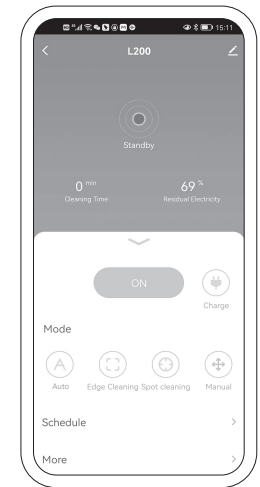 15:11
L200
Standby
0 min 69 %
Cleaning Time Residual Electricity
ON
Charge
Mode
A
Auto Edge Cleaning Spot cleaning Manual
Schedule
More